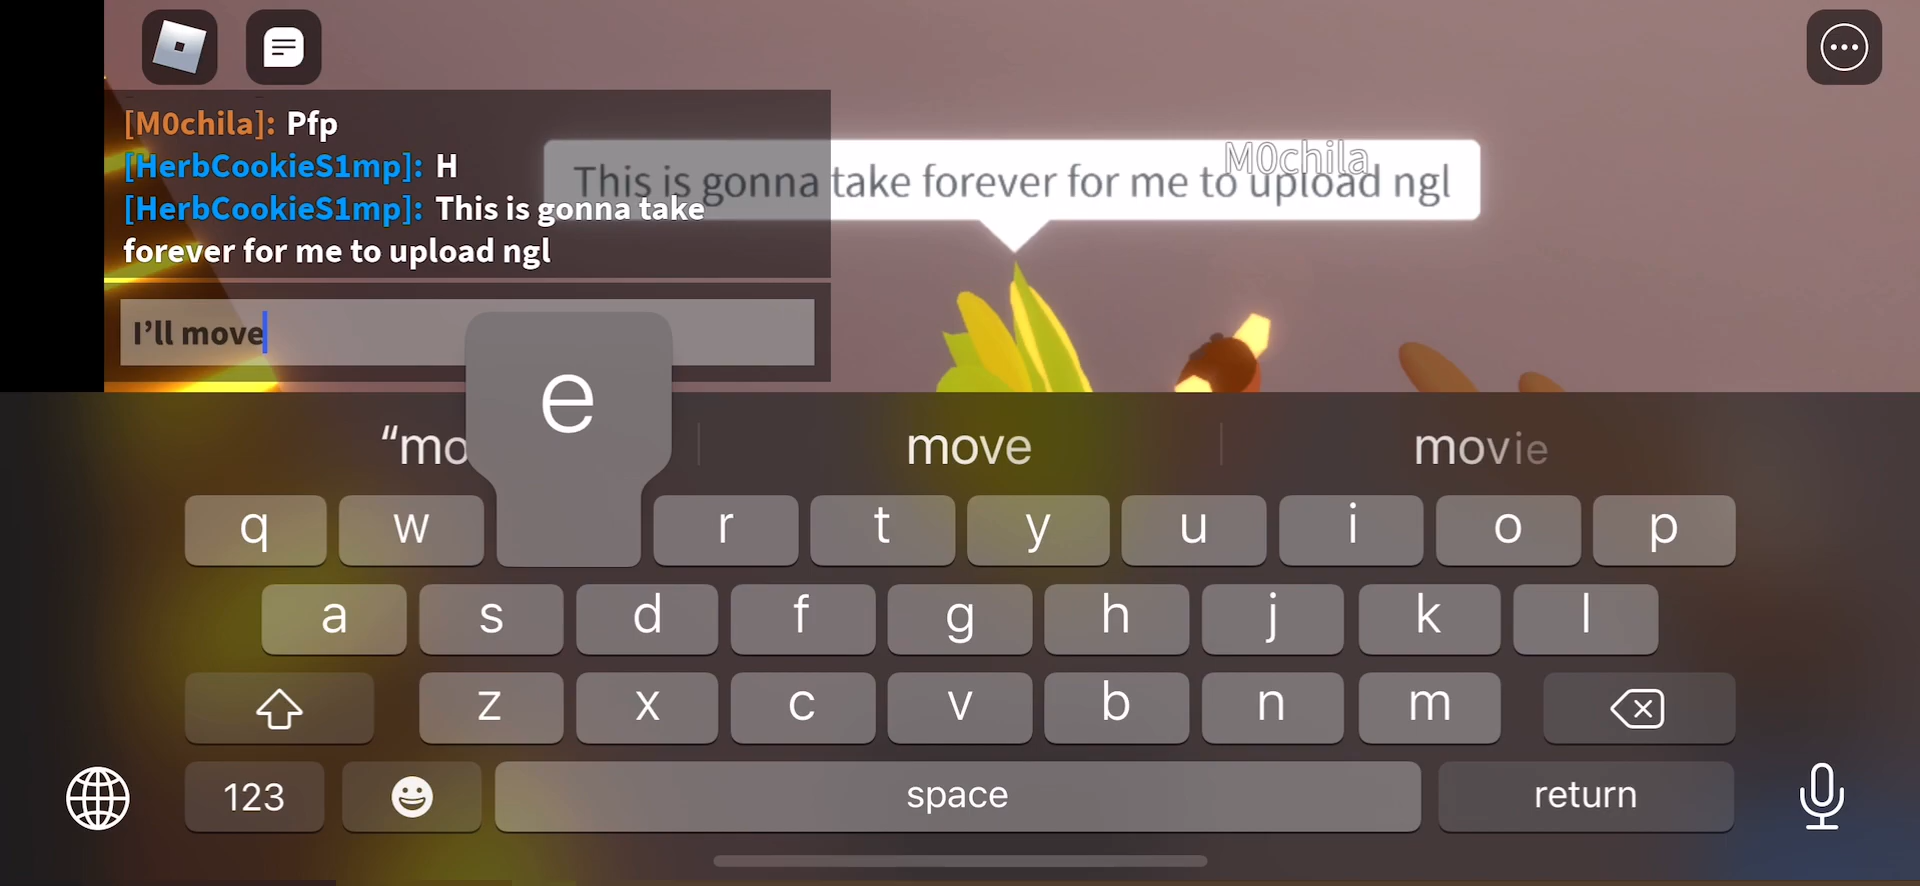 [M0chila]: Pfp
[HerbCookieS1mp]: H
[HerbCookieS1mp]: This is gonna take
forever for me to upload ngl
This is gonna take forever for me to upload ngl
M0chila
I’ll move
e
“mo
move
movie
q w r t y u i o p
a s d f g h j k l
z x c v b n m
123 space return